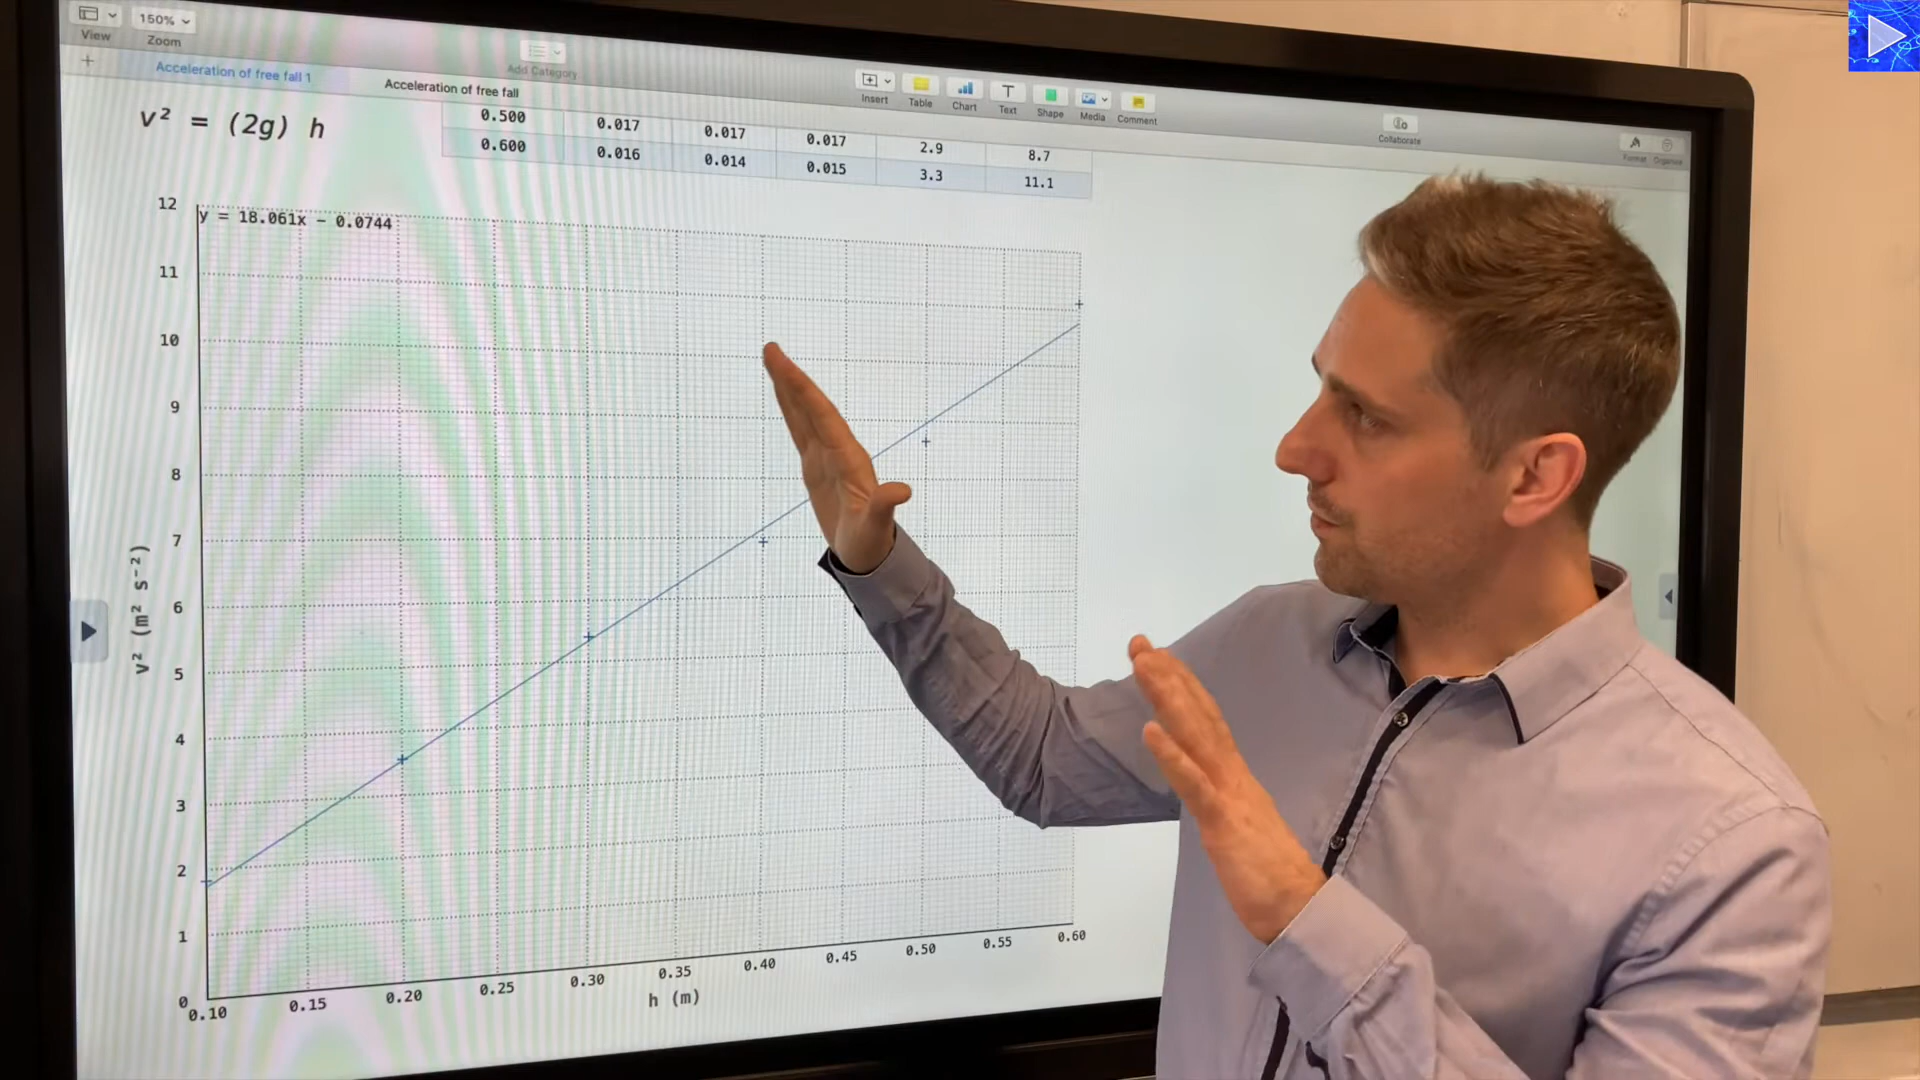 150%
View
Zoom
Add Category
Insert
Table
Chart
Text
Shape
Media
Comment
Collaborate
Format
Organise
Acceleration of free fall 1
Acceleration of free fall
v² = (2g) h
0.500 0.017 0.017 0.017 2.9 8.7
0.600 0.016 0.014 0.015 3.3 11.1
y = 18.061x − 0.0744
12
11
10
9
8
7
6
5
4
3
2
1
0
v² (m² s⁻²)
0.10 0.15 0.20 0.25 0.30 0.35 0.40 0.45 0.50 0.55 0.60
h (m)